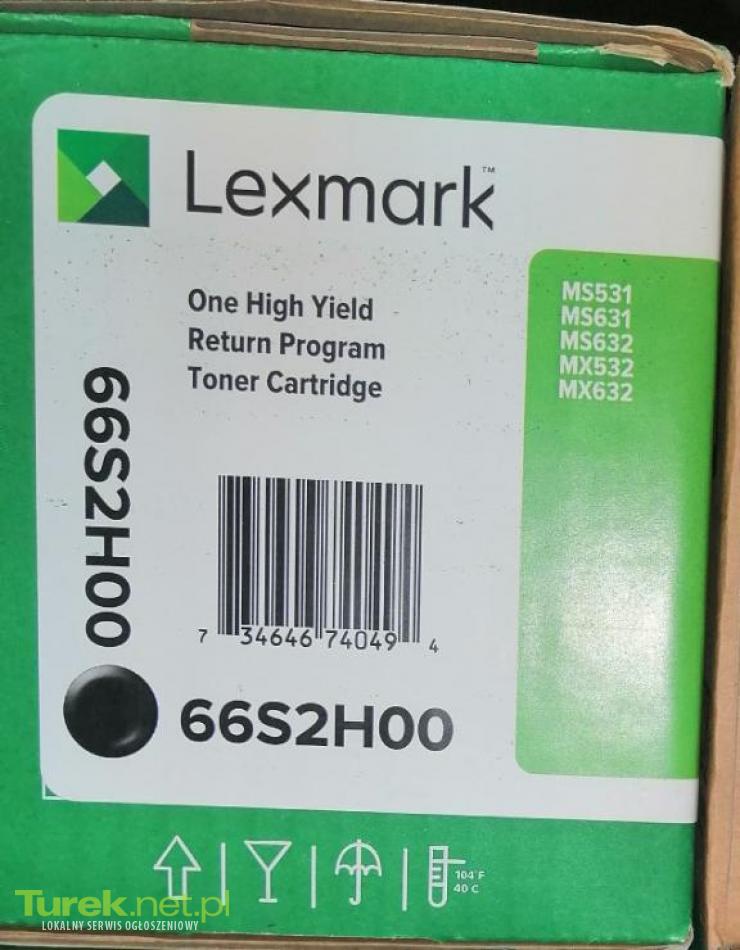 Lexmark™
One High Yield
Return Program
Toner Cartridge
MS531
MS631
MS632
MX532
MX632
66S2H00
7 34646 74049 4
66S2H00
104°F
40 C
Turek.net.pl
LOKALNY SERWIS OGŁOSZENIOWY